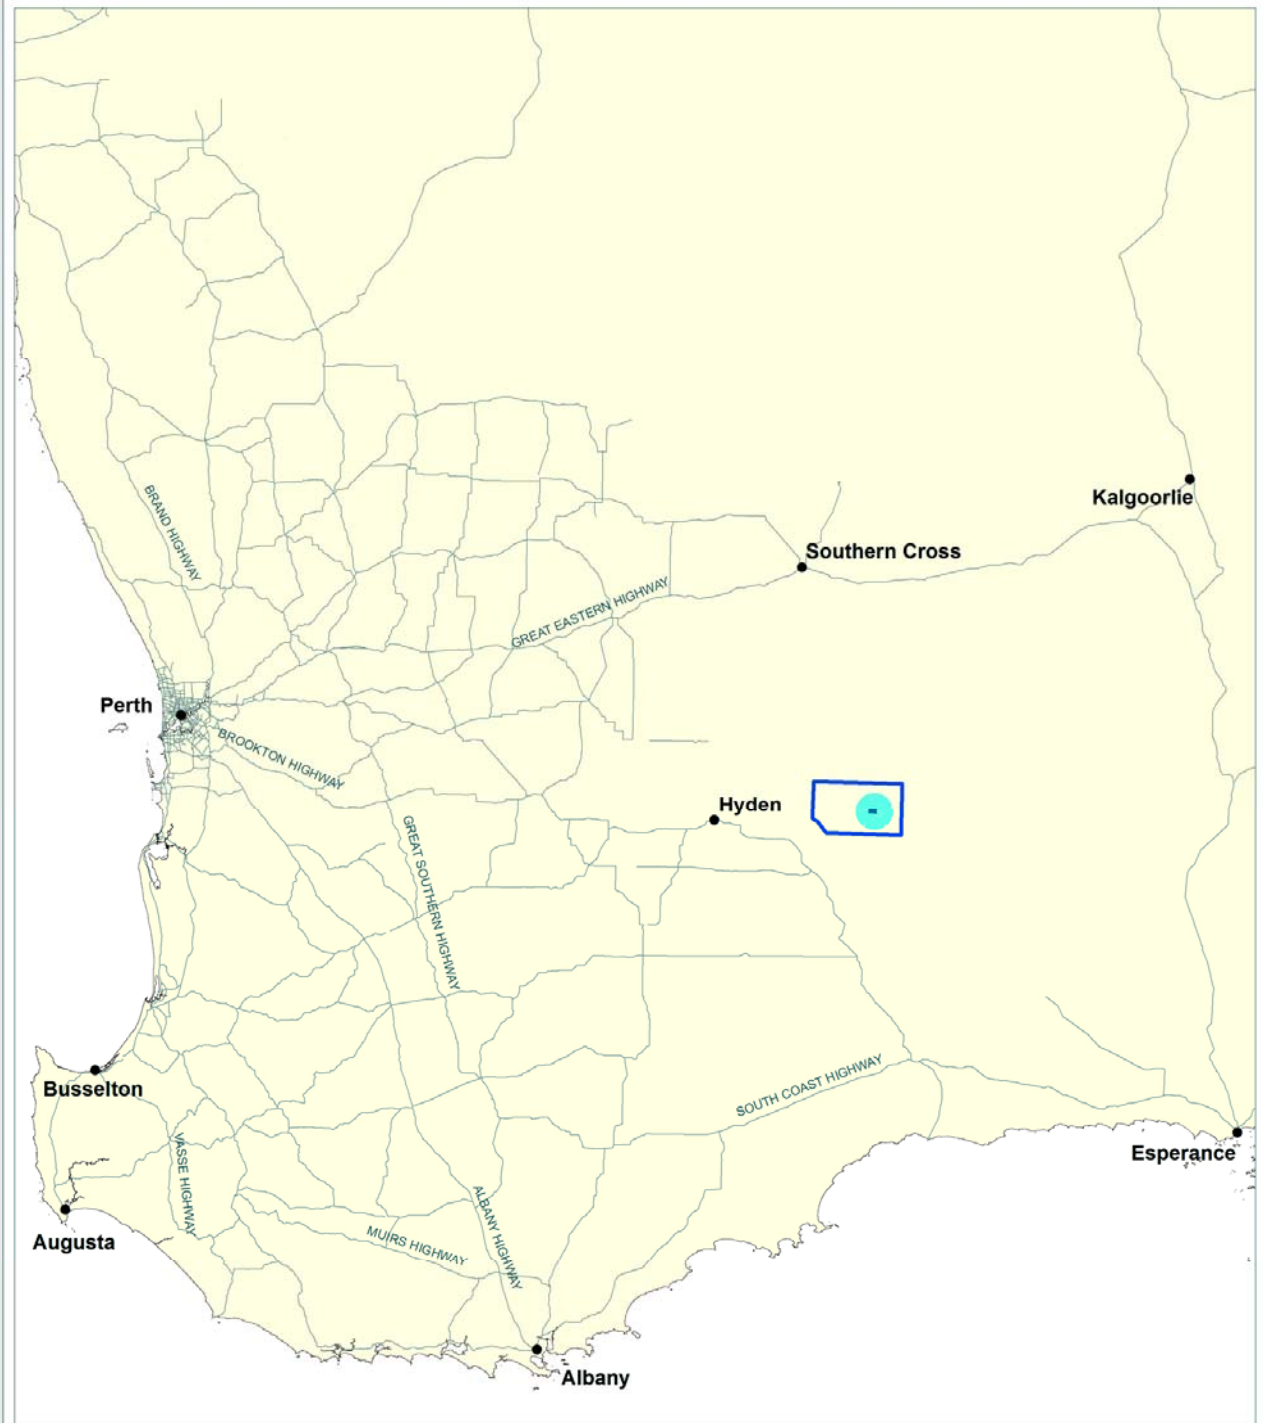 Kalgoorlie
BRAND HIGHWAY
Southern Cross
GREAT EASTERN HIGHWAY
Perth
BROOKTON HIGHWAY
Hyden
GREAT SOUTHERN HIGHWAY
SOUTH COAST HIGHWAY
Busselton
Esperance
VASSE HIGHWAY
ALBANY HIGHWAY
Augusta
MUIRS HIGHWAY
Albany